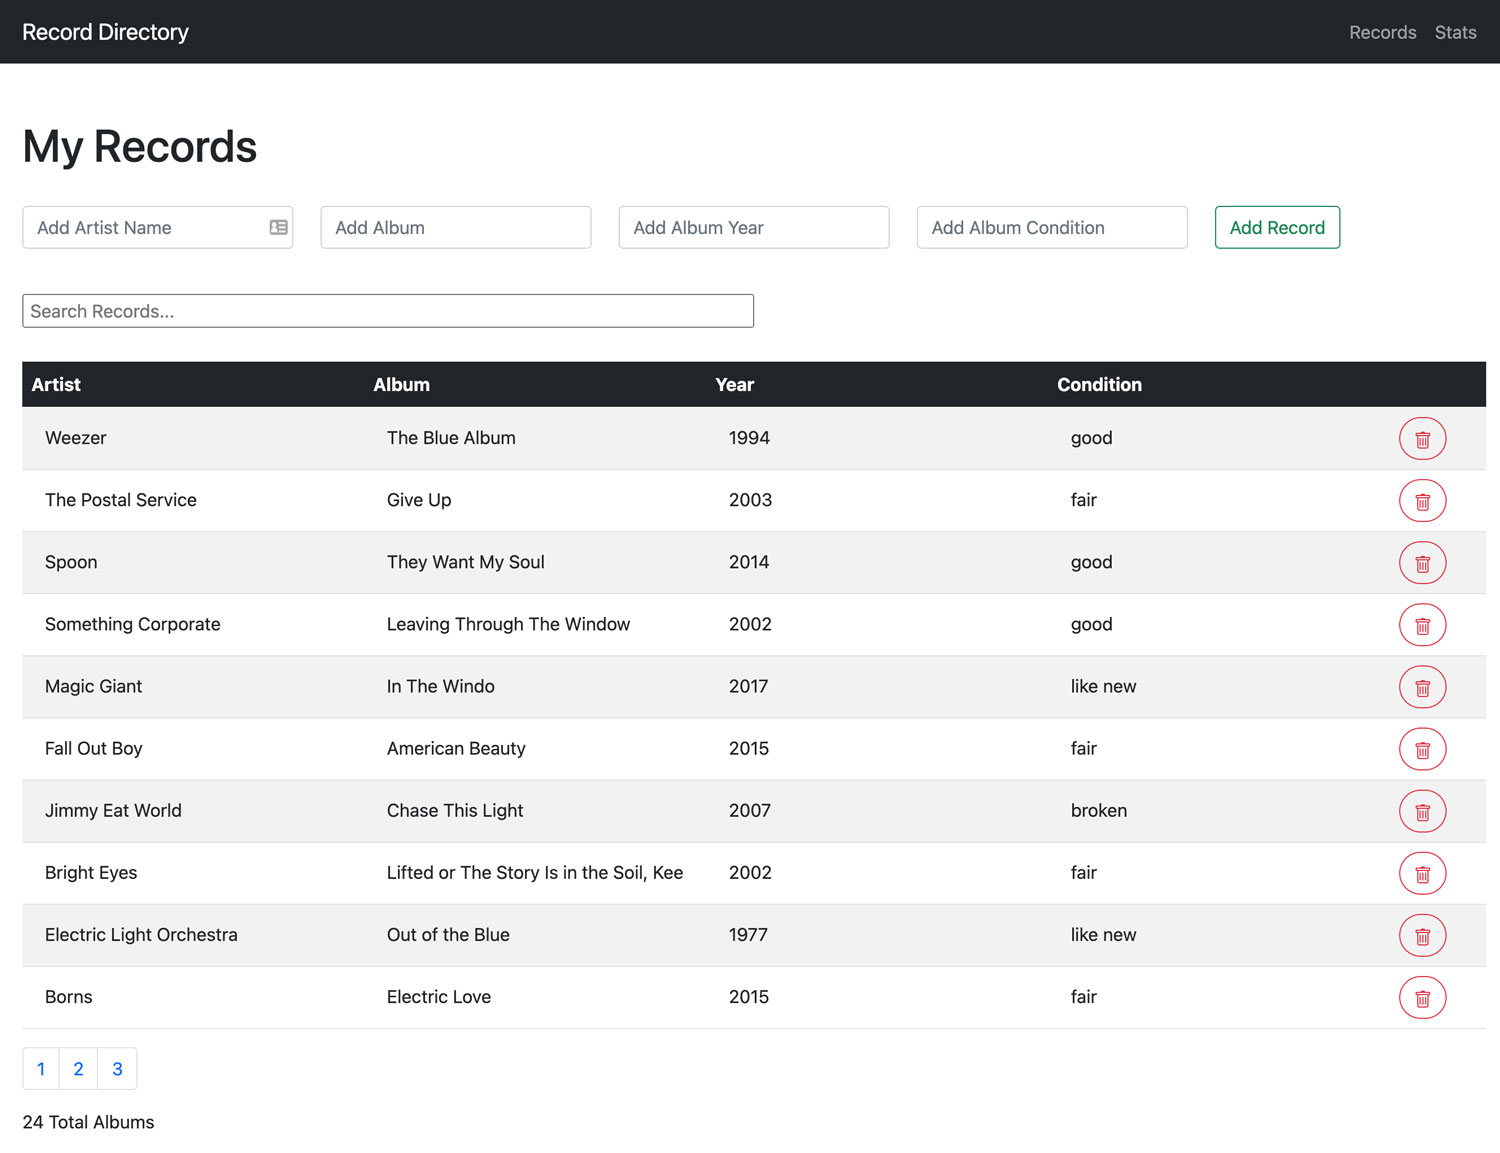 Record Directory Records Stats
My Records
Add Artist Name Add Album Add Album Year Add Album Condition Add Record
Search Records...
Artist Album Year Condition
Weezer The Blue Album 1994 good
The Postal Service Give Up 2003 fair
Spoon They Want My Soul 2014 good
Something Corporate Leaving Through The Window 2002 good
Magic Giant In The Windo 2017 like new
Fall Out Boy American Beauty 2015 fair
Jimmy Eat World Chase This Light 2007 broken
Bright Eyes Lifted or The Story Is in the Soil, Kee 2002 fair
Electric Light Orchestra Out of the Blue 1977 like new
Borns Electric Love 2015 fair
1 2 3
24 Total Albums